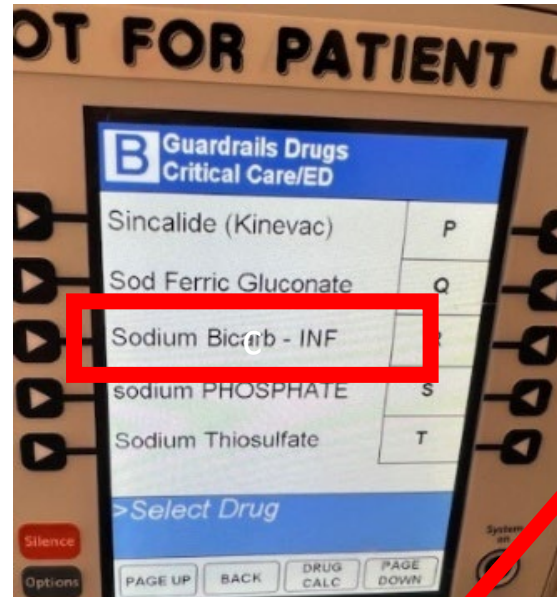 OT FOR PATIENT U
B Guardrails Drugs
Critical Care/ED
Sincalide (Kinevac) P
Sod Ferric Gluconate Q
Sodium Bicarb - INF
sodium PHOSPHATE S
Sodium Thiosulfate T
>Select Drug
Silence
System on
Options
PAGE UP BACK DRUG CALC PAGE DOWN